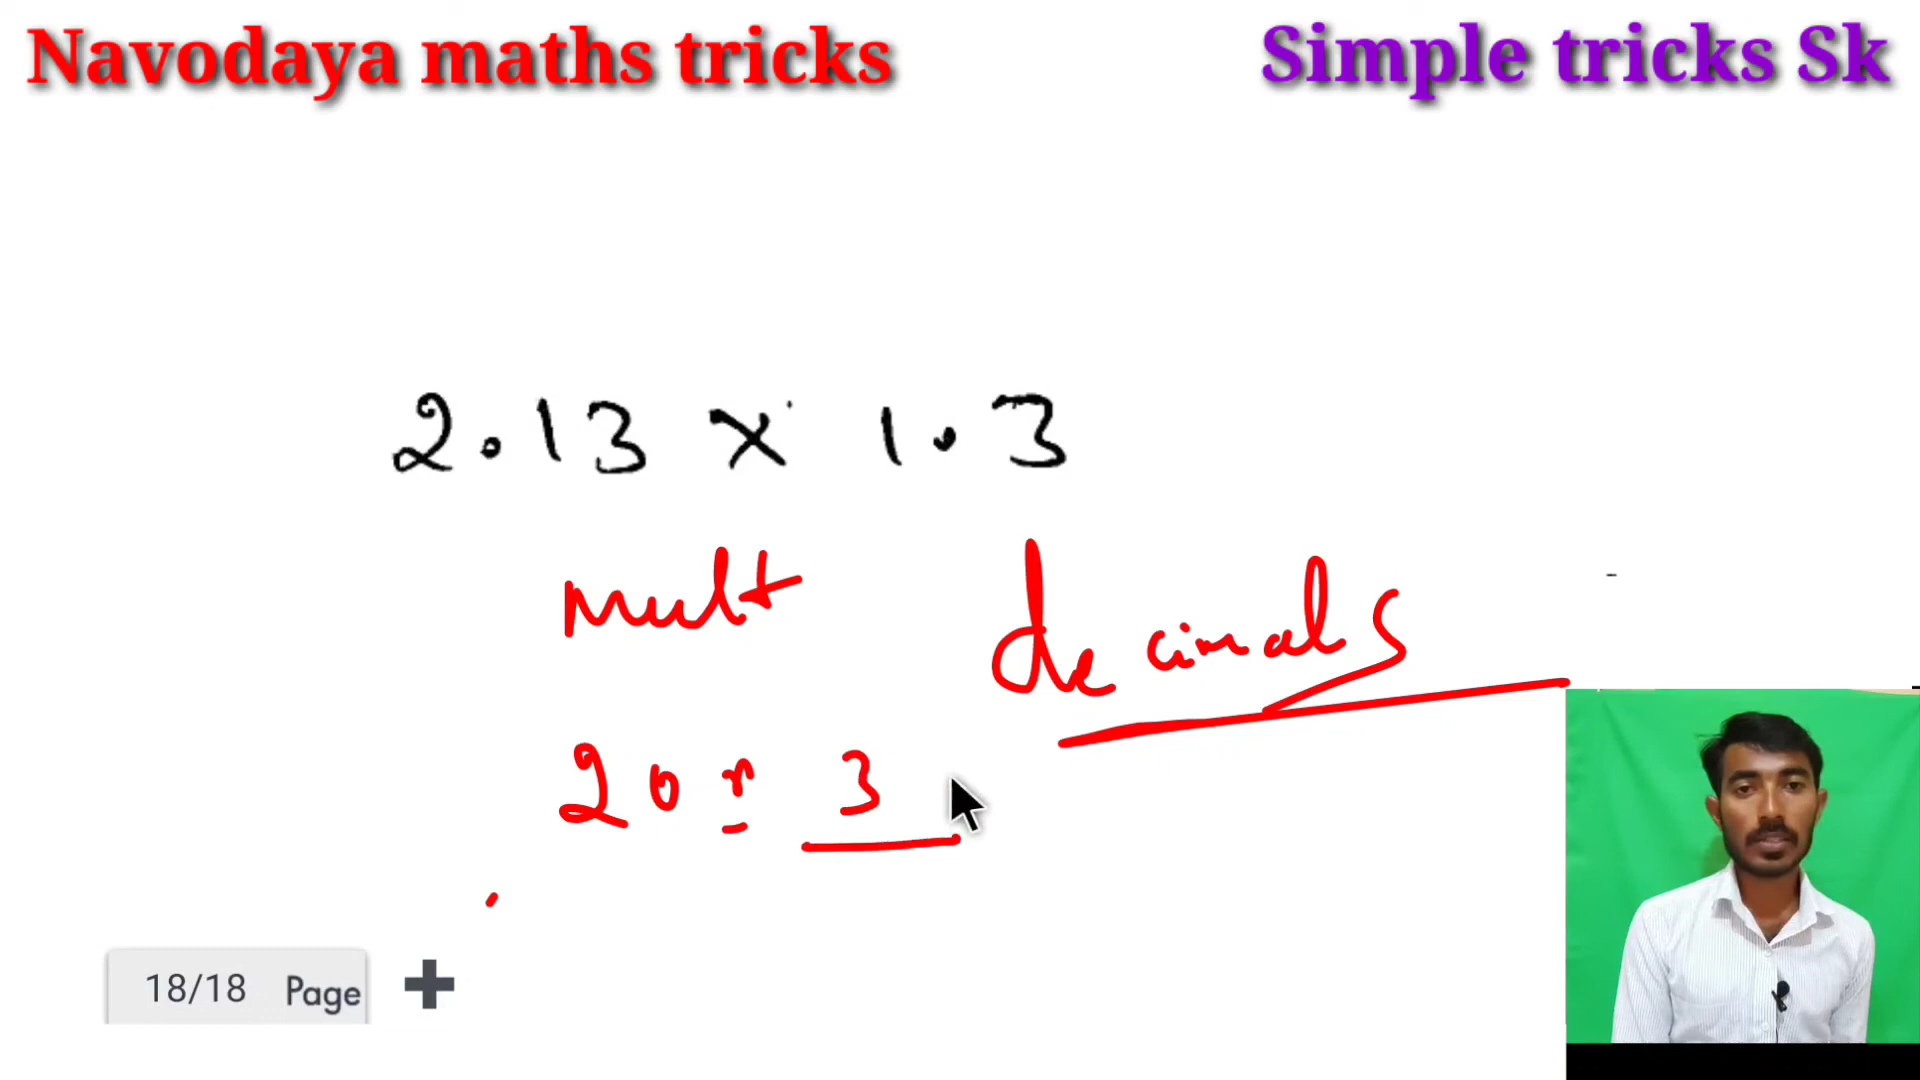 Navodaya maths tricks
Simple tricks Sk
2.13 × 1.3
mult decimals
20 r 3
18/18 Page